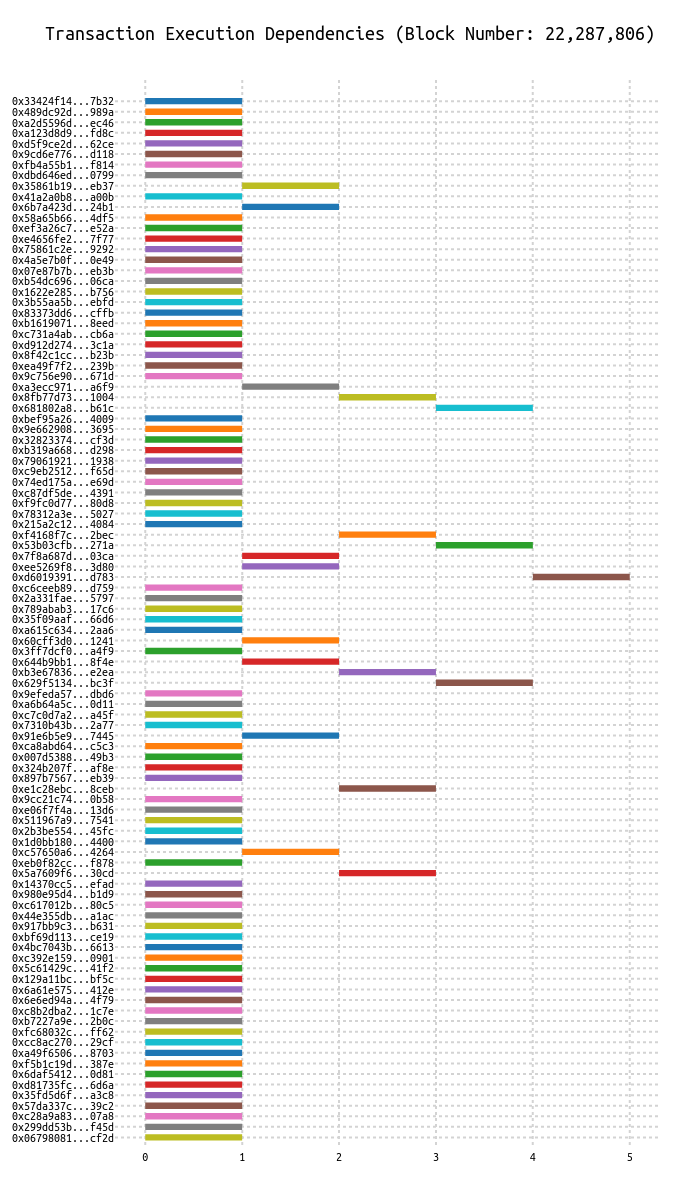 Transaction Execution Dependencies (Block Number: 22,287,806)
0x33424f14...7b32
0x489dc92d...989a
0xa2d5596d...ec46
0xa123d8d9...fd8c
0xd5f9ce2d...62ce
0x9cd6e776...d118
0xfb4a55b1...f814
0xdbd646ed...0799
0x35861b19...eb37
0x41a2a0b8...a00b
0x6b7a423d...24b1
0x58a65b66...4df5
0xef3a26c7...e52a
0xe4656fe2...7f77
0x75861c2e...9292
0x4a5e7b0f...0e49
0x07e87b7b...eb3b
0xb54dc696...06ca
0x1622e285...b756
0x3b55aa5b...ebfd
0x83373dd6...cffb
0xb1619071...8eed
0xc731a4ab...cb6a
0xd912d274...3c1a
0x8f42c1cc...b23b
0xea49f7f2...239b
0x9c756e90...671d
0xa3ecc971...a6f9
0x8fb77d73...1004
0x681802a8...b61c
0xbef95a26...4009
0x9e662908...3695
0x32823374...cf3d
0xb319a668...d298
0x79061921...1938
0xc9eb2512...f65d
0x74ed175a...e69d
0xc87df5de...4391
0xf9fc0d77...80d8
0x78312a3e...5027
0x215a2c12...4084
0xf4168f7c...2bec
0x53b03cfb...271a
0x7f8a687d...03ca
0xee5269f8...3d80
0xd6019391...d783
0xc6ceeb89...d759
0x2a331fae...5797
0x789abab3...17c6
0x35f09aaf...66d6
0xa615c634...2aa6
0x60cff3d0...1241
0x3ff7dcf0...a4f9
0x644b9bb1...8f4e
0xb3e67836...e2ea
0x629f5134...bc3f
0x9efeda57...dbd6
0xa6b64a5c...0d11
0xc7c0d7a2...a45f
0x7310b43b...2a77
0x91e6b5e9...7445
0xca8abd64...c5c3
0x007d5388...49b3
0x324b207f...af8e
0x897b7567...eb39
0xe1c28ebc...8ceb
0x9cc21c74...0b58
0xe06f7f4a...13d6
0x511967a9...7541
0x2b3be554...45fc
0x1d0bb180...4400
0xc57650a6...4264
0xeb0f82cc...f878
0x5a7609f6...30cd
0x14370cc5...efad
0x980e95d4...b1d9
0xc617012b...80c5
0x44e355db...a1ac
0x917bb9c3...b631
0xbf69d113...ce19
0x4bc7043b...6613
0xc392e159...0901
0x5c61429c...41f2
0x129a11bc...bf5c
0x6a61e575...412e
0x6e6ed94a...4f79
0xc8b2dba2...1c7e
0xb7227a9e...2b0c
0xfc68032c...ff62
0xcc8ac270...29cf
0xa49f6506...8703
0xf5b1c19d...387e
0x6daf5412...0d81
0xd81735fc...6d6a
0x35fd5d6f...a3c8
0x57da337c...39c2
0xc28a9a83...07a8
0x299dd53b...f45d
0x06798081...cf2d
0 1 2 3 4 5